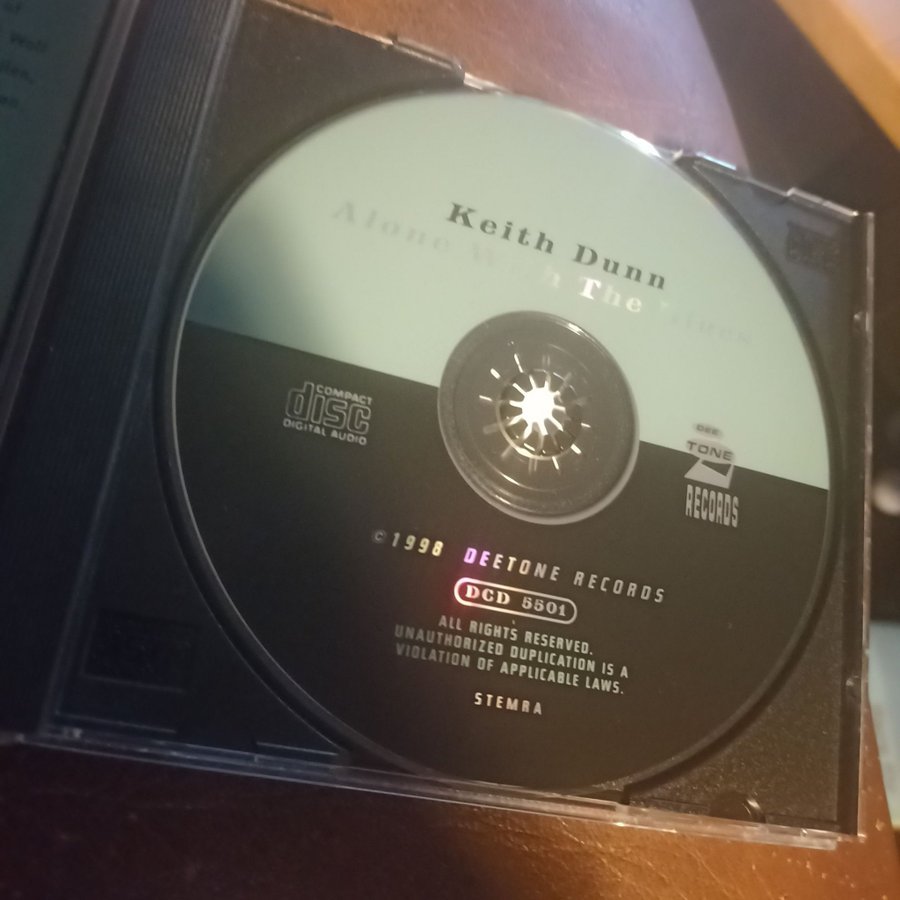 Keith Dunn
Alone With The Blues
COMPACT
disc
DIGITAL AUDIO
DEE
TONE
RECORDS
©1998 DEETONE RECORDS
DCD 5501
ALL RIGHTS RESERVED.
UNAUTHORIZED DUPLICATION IS A
VIOLATION OF APPLICABLE LAWS.
STEMRA